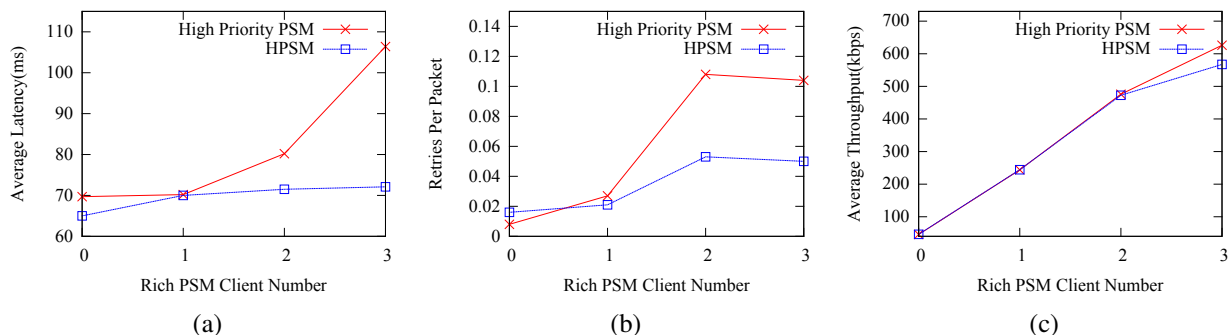 Average Latency(ms)
110
100
90
80
70
60
High Priority PSM
HPSM
0 1 2 3
Rich PSM Client Number
(a)
Retries Per Packet
0.14
0.12
0.1
0.08
0.06
0.04
0.02
0
High Priority PSM
HPSM
0 1 2 3
Rich PSM Client Number
(b)
Average Throughput(kbps)
700
600
500
400
300
200
100
High Priority PSM
HPSM
0 1 2 3
Rich PSM Client Number
(c)